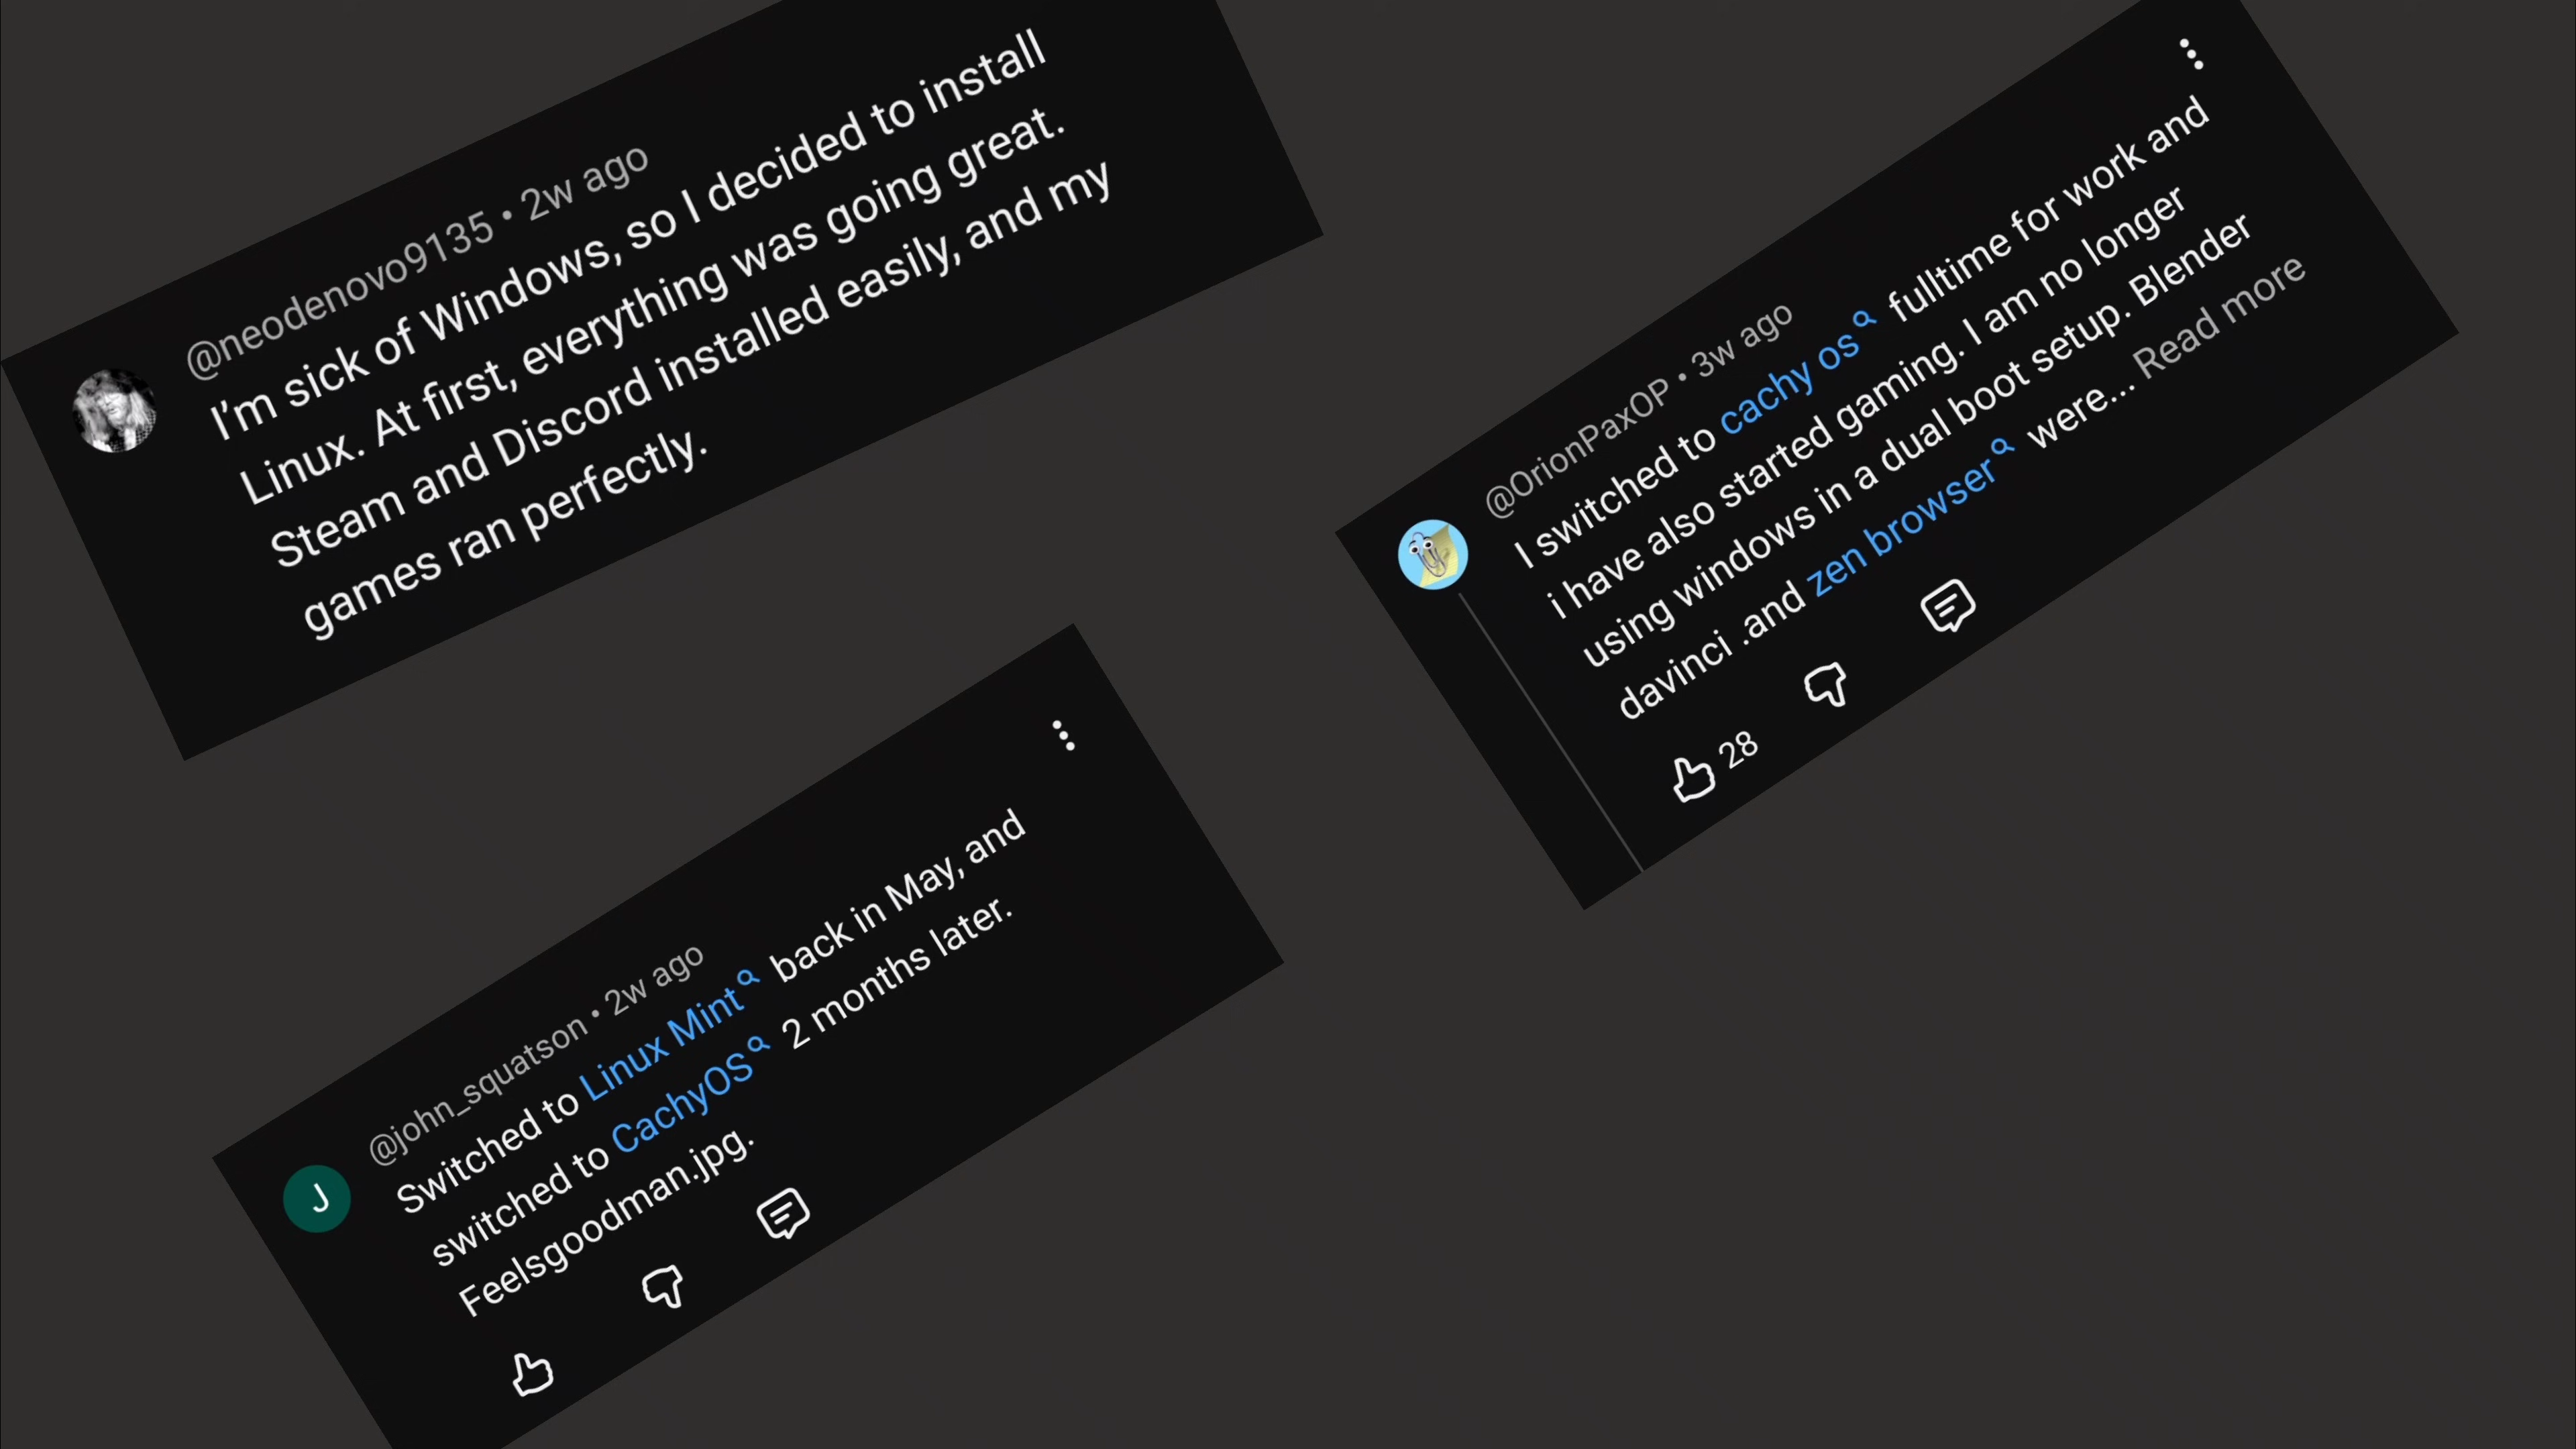 @neodenovo9135 • 2w ago
I'm sick of Windows, so I decided to install
Linux. At first, everything was going great.
Steam and Discord installed easily, and my
games ran perfectly.
@OrionPaxOP • 3w ago
I switched to cachy os fulltime for work and
i have also started gaming. I am no longer
using windows in a dual boot setup. Blender
davinci .and zen browser were... Read more
28
@john_squatson • 2w ago
J
Switched to Linux Mint back in May, and
switched to CachyOS 2 months later.
Feelsgoodman.jpg.